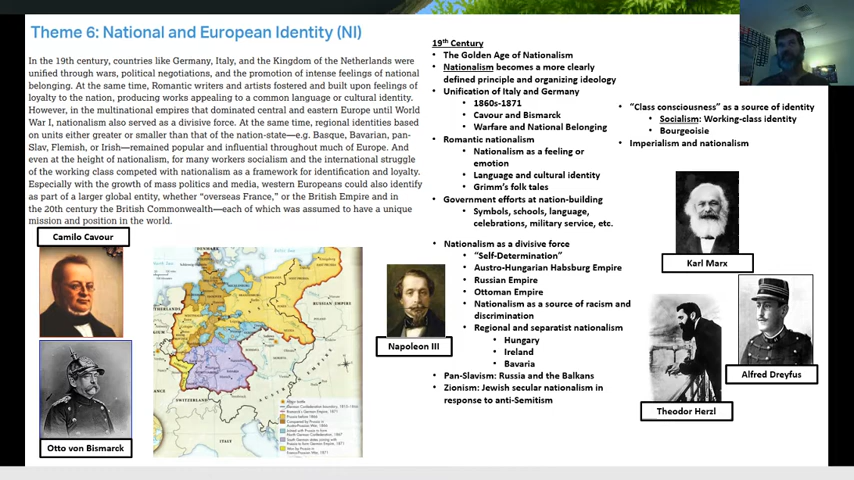 Theme 6: National and European Identity (NI)
In the 19th century, countries like Germany, Italy, and the Kingdom of the Netherlands were
unified through wars, political negotiations, and the promotion of intense feelings of national
belonging. At the same time, Romantic writers and artists fostered and built upon feelings of
loyalty to the nation, producing works appealing to a common language or cultural identity.
However, in the multinational empires that dominated central and eastern Europe until World
War I, nationalism also served as a divisive force. At the same time, regional identities based
on units either greater or smaller than that of the nation-state—e.g. Basque, Bavarian, pan-
Slav, Flemish, or Irish—remained popular and influential throughout much of Europe. And
even at the height of nationalism, for many workers socialism and the international struggle
of the working class competed with nationalism as a framework for identification and loyalty.
Especially with the growth of mass politics and media, western Europeans could also identify
as part of a larger global entity, whether “overseas France,” or the British Empire and in
the 20th century the British Commonwealth—each of which was assumed to have a unique
mission and position in the world.
Camilo Cavour
Otto von Bismarck
RUSSIAN EMPIRE
SWITZERLAND
ITALY
19th Century
• The Golden Age of Nationalism
• Nationalism becomes a more clearly
defined principle and organizing ideology
• Unification of Italy and Germany
• 1860s-1871
• Cavour and Bismarck
• Warfare and National Belonging
• Romantic nationalism
• Nationalism as a feeling or
emotion
• Language and cultural identity
• Grimm’s folk tales
• Government efforts at nation-building
• Symbols, schools, language,
celebrations, military service, etc.
• Nationalism as a divisive force
• “Self-Determination”
• Austro-Hungarian Habsburg Empire
• Russian Empire
• Ottoman Empire
• Nationalism as a source of racism and
discrimination
• Regional and separatist nationalism
• Hungary
• Ireland
• Bavaria
• Pan-Slavism: Russia and the Balkans
• Zionism: Jewish secular nationalism in
response to anti-Semitism
Napoleon III
• “Class consciousness” as a source of identity
• Socialism: Working-class identity
• Bourgeoisie
• Imperialism and nationalism
Karl Marx
Alfred Dreyfus
Theodor Herzl